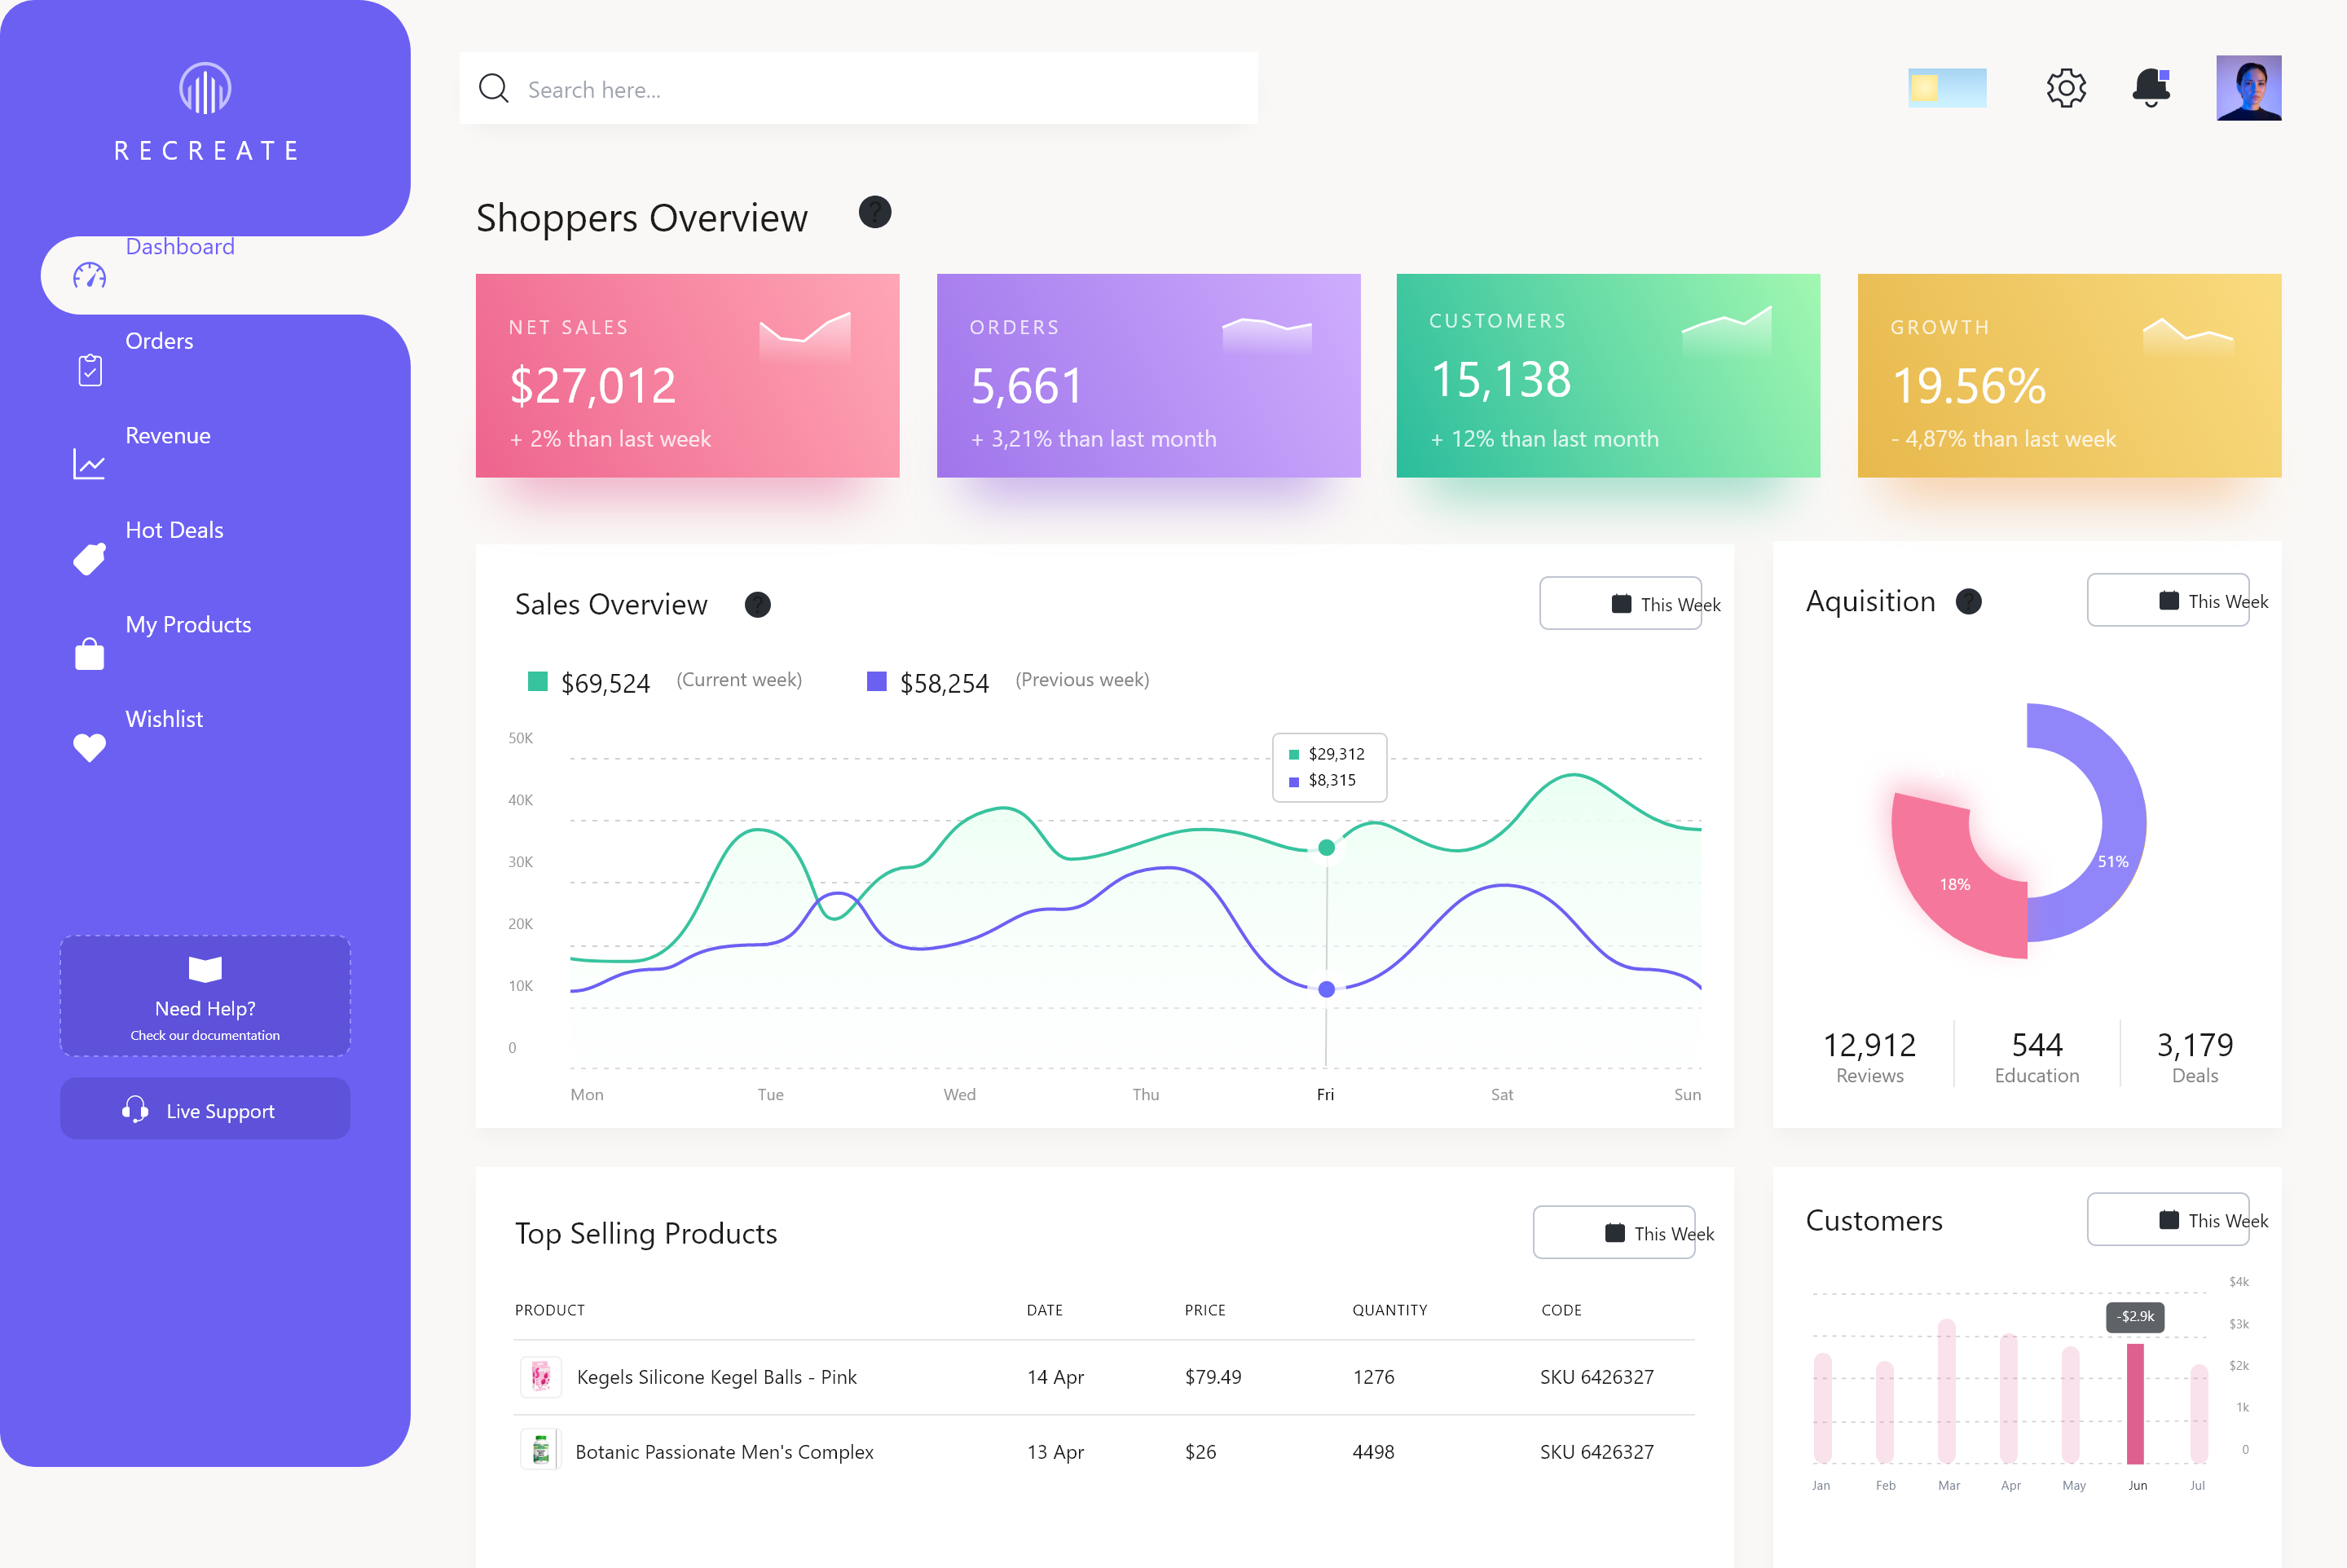 RECREATE
Dashboard
Orders
Revenue
Hot Deals
My Products
Wishlist
Need Help?
Check our documentation
Live Support
Search here...
Shoppers Overview ?
NET SALES
$27,012
+ 2% than last week
ORDERS
5,661
+ 3,21% than last month
CUSTOMERS
15,138
+ 12% than last month
GROWTH
19.56%
- 4,87% than last week
Sales Overview ?
This Week
$69,524 (Current week) $58,254 (Previous week)
50K
40K
30K
20K
10K
0
$29,312
$8,315
Mon Tue Wed Thu Fri Sat Sun
Aquisition ?
This Week
51%
18%
12,912
Reviews
544
Education
3,179
Deals
Top Selling Products
This Week
PRODUCT DATE PRICE QUANTITY CODE
Kegels Silicone Kegel Balls - Pink 14 Apr $79.49 1276 SKU 6426327
Botanic Passionate Men's Complex 13 Apr $26 4498 SKU 6426327
Customers
This Week
$4k
$3k
$2k
1k
0
-$2.9k
Jan Feb Mar Apr May Jun Jul